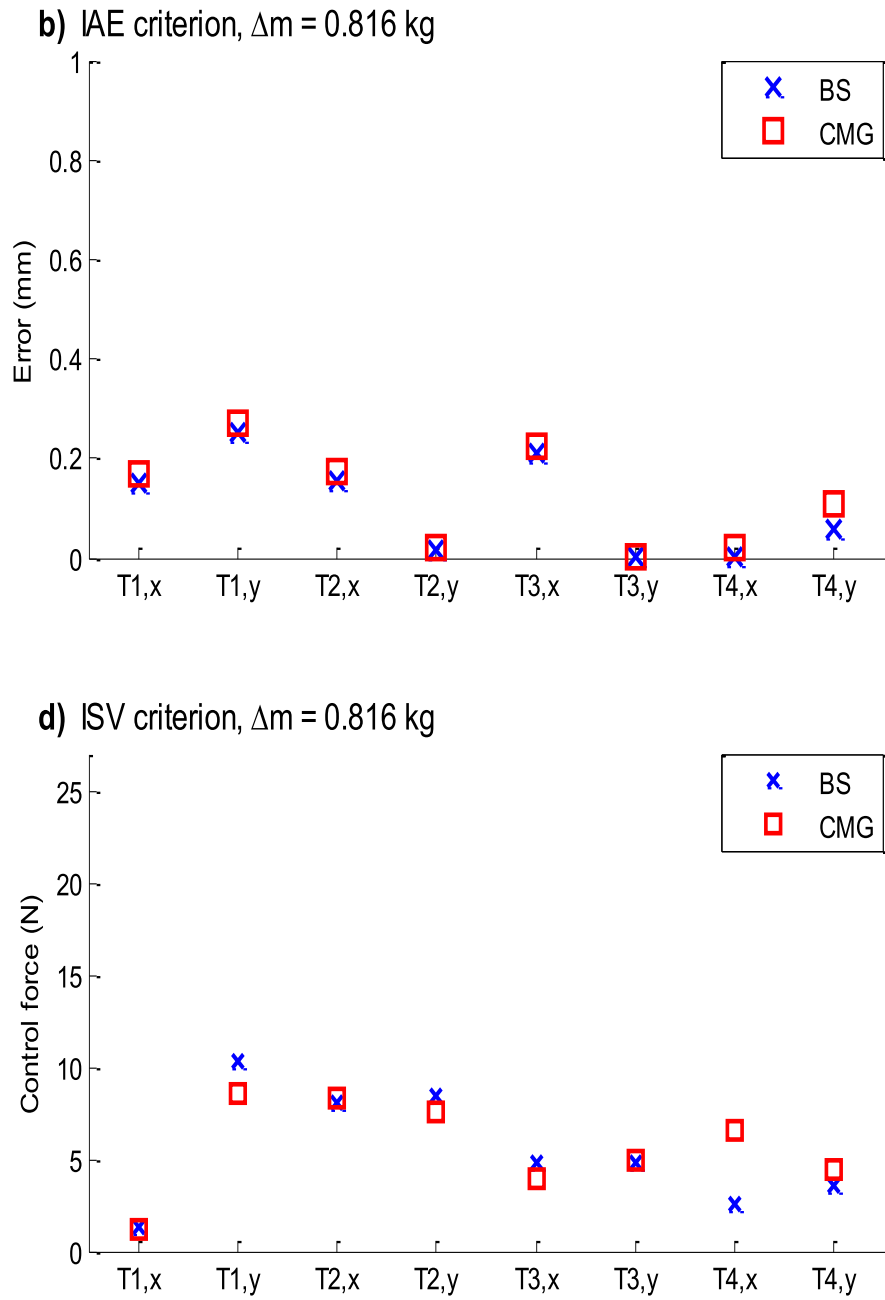 b) IAE criterion, Δm = 0.816 kg
1
BS
CMG
0.8
0.6
Error (mm)
0.4
0.2
0
T1,x T1,y T2,x T2,y T3,x T3,y T4,x T4,y
d) ISV criterion, Δm = 0.816 kg
BS
25
CMG
20
15
Control force (N)
10
5
0
T1,x T1,y T2,x T2,y T3,x T3,y T4,x T4,y